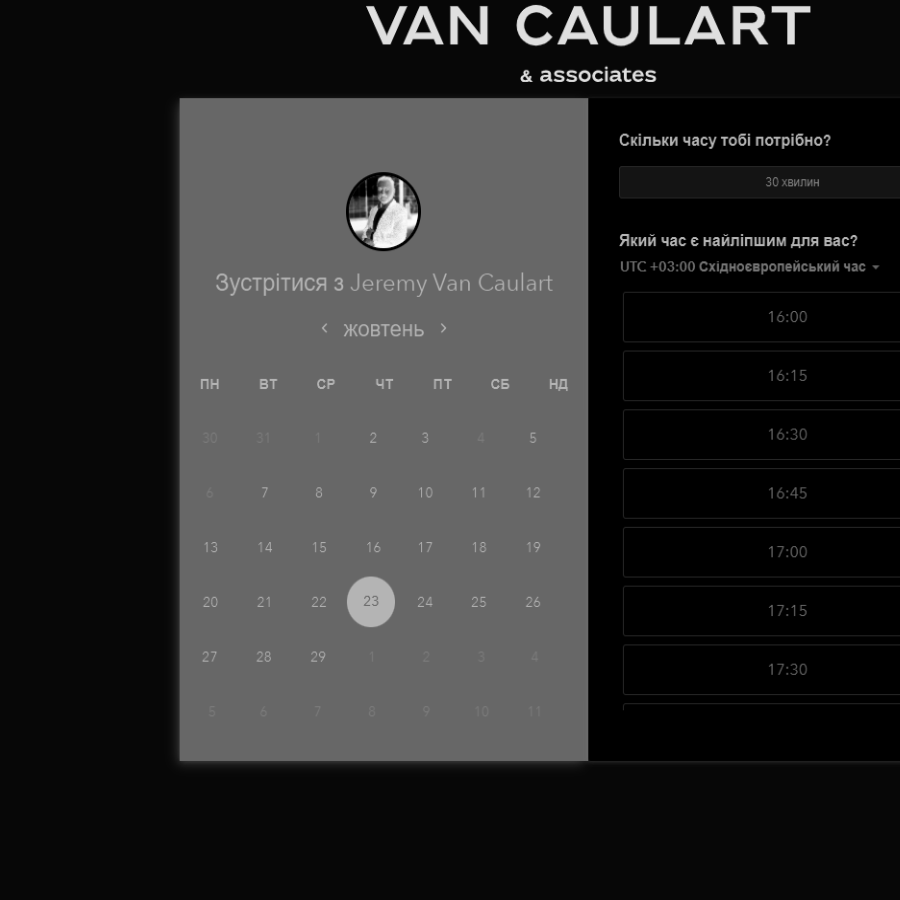 VAN CAULART
& associates
Зустрітися з Jeremy Van Caulart
жовтень
ПН ВТ СР ЧТ ПТ СБ НД
30 31 1 2 3 4 5
6 7 8 9 10 11 12
13 14 15 16 17 18 19
20 21 22 23 24 25 26
27 28 29 1 2 3 4
5 6 7 8 9 10 11
Скільки часу тобі потрібно?
30 хвилин
Який час є найліпшим для вас?
UTC +03:00 Східноєвропейський час
16:00
16:15
16:30
16:45
17:00
17:15
17:30